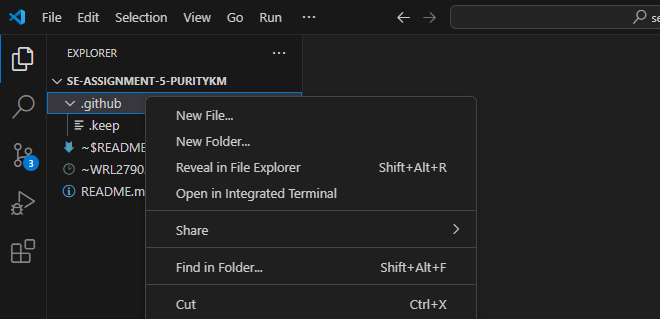 File Edit Selection View Go Run ... se
EXPLORER ...
SE-ASSIGNMENT-5-PURITYKM
.github
.keep
~$README
~WRL2790
README.m
3
New File...
New Folder...
Reveal in File Explorer Shift+Alt+R
Open in Integrated Terminal
Share
Find in Folder... Shift+Alt+F
Cut Ctrl+X